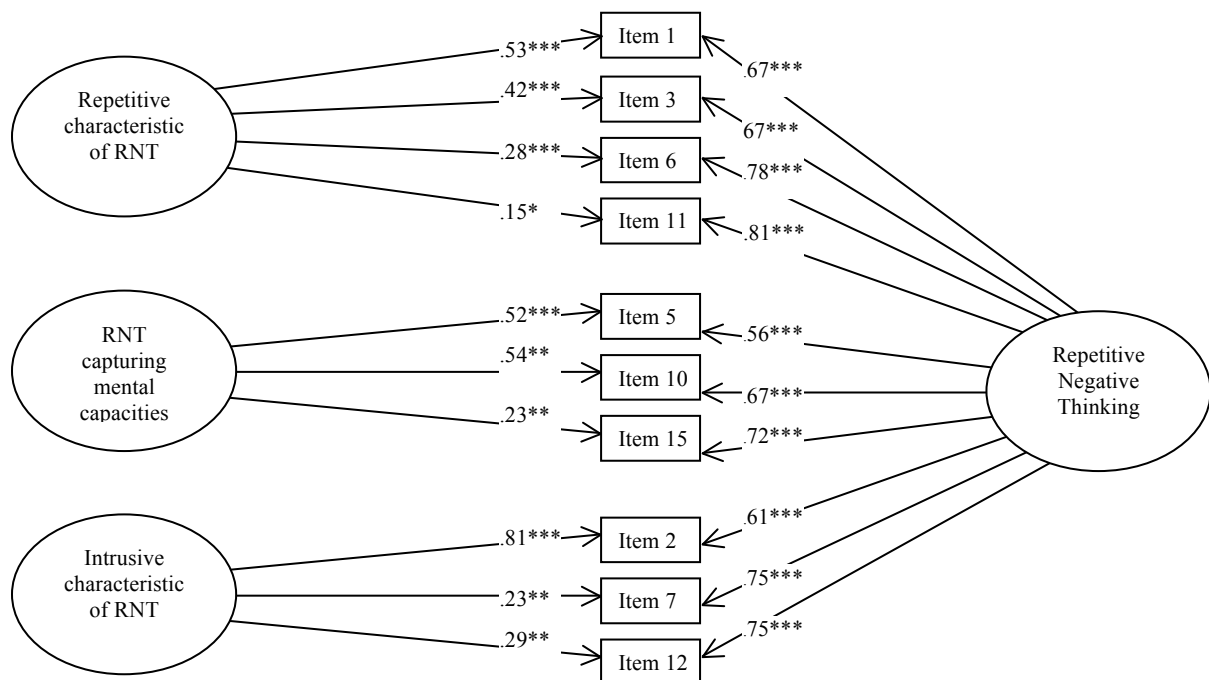 Repetitive
characteristic
of RNT
.53***
.42***
.28***
.15*
Item 1
Item 3
Item 6
Item 11
.67***
.67***
.78***
.81***
RNT
capturing
mental
capacities
.52***
.54**
.23**
Item 5
Item 10
Item 15
.56***
.67***
.72***
Repetitive
Negative
Thinking
Intrusive
characteristic
of RNT
.81***
.23**
.29**
Item 2
Item 7
Item 12
.61***
.75***
.75***